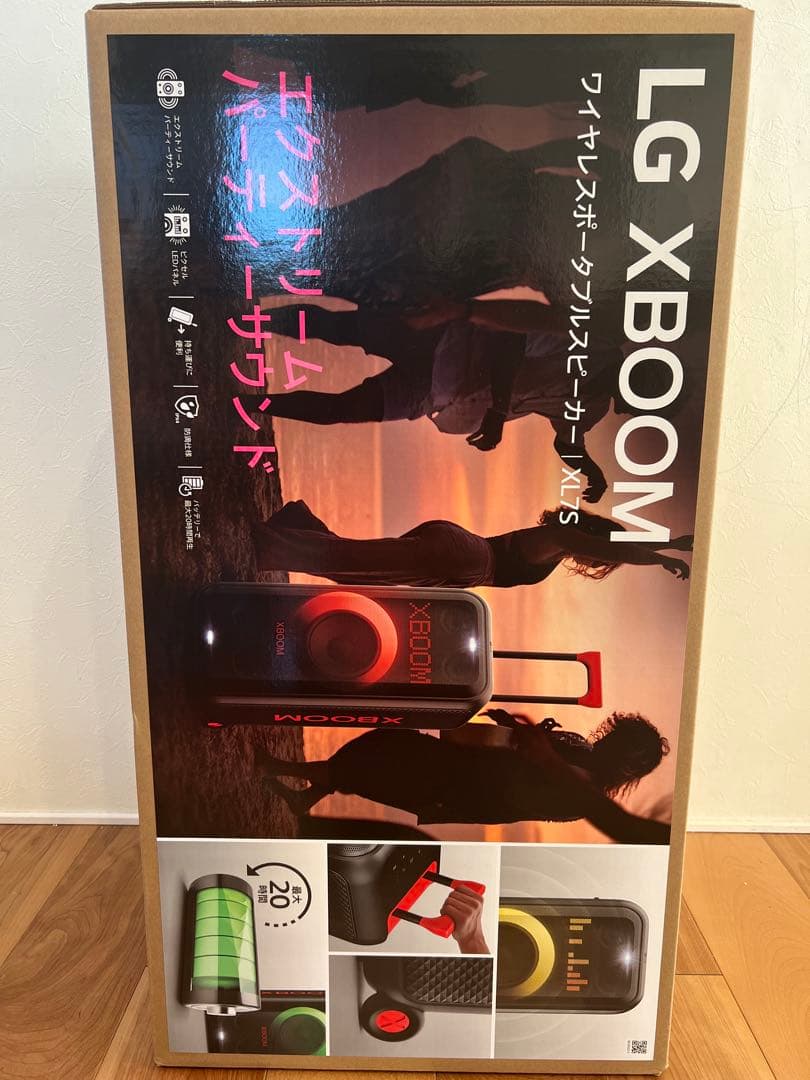 LG XBOOM
ワイヤレスポータブルスピーカー | XL7S
エクストリーム
パーティーサウンド
エクストリーム
パーティーサウンド
ピクセル
LEDパネル
持ち運びに
便利
IPX4
防滴仕様
バッテリーで
最大20時間再生
XBOOM
XBOOM
XBOOM
最大
20
時間
XBOOM